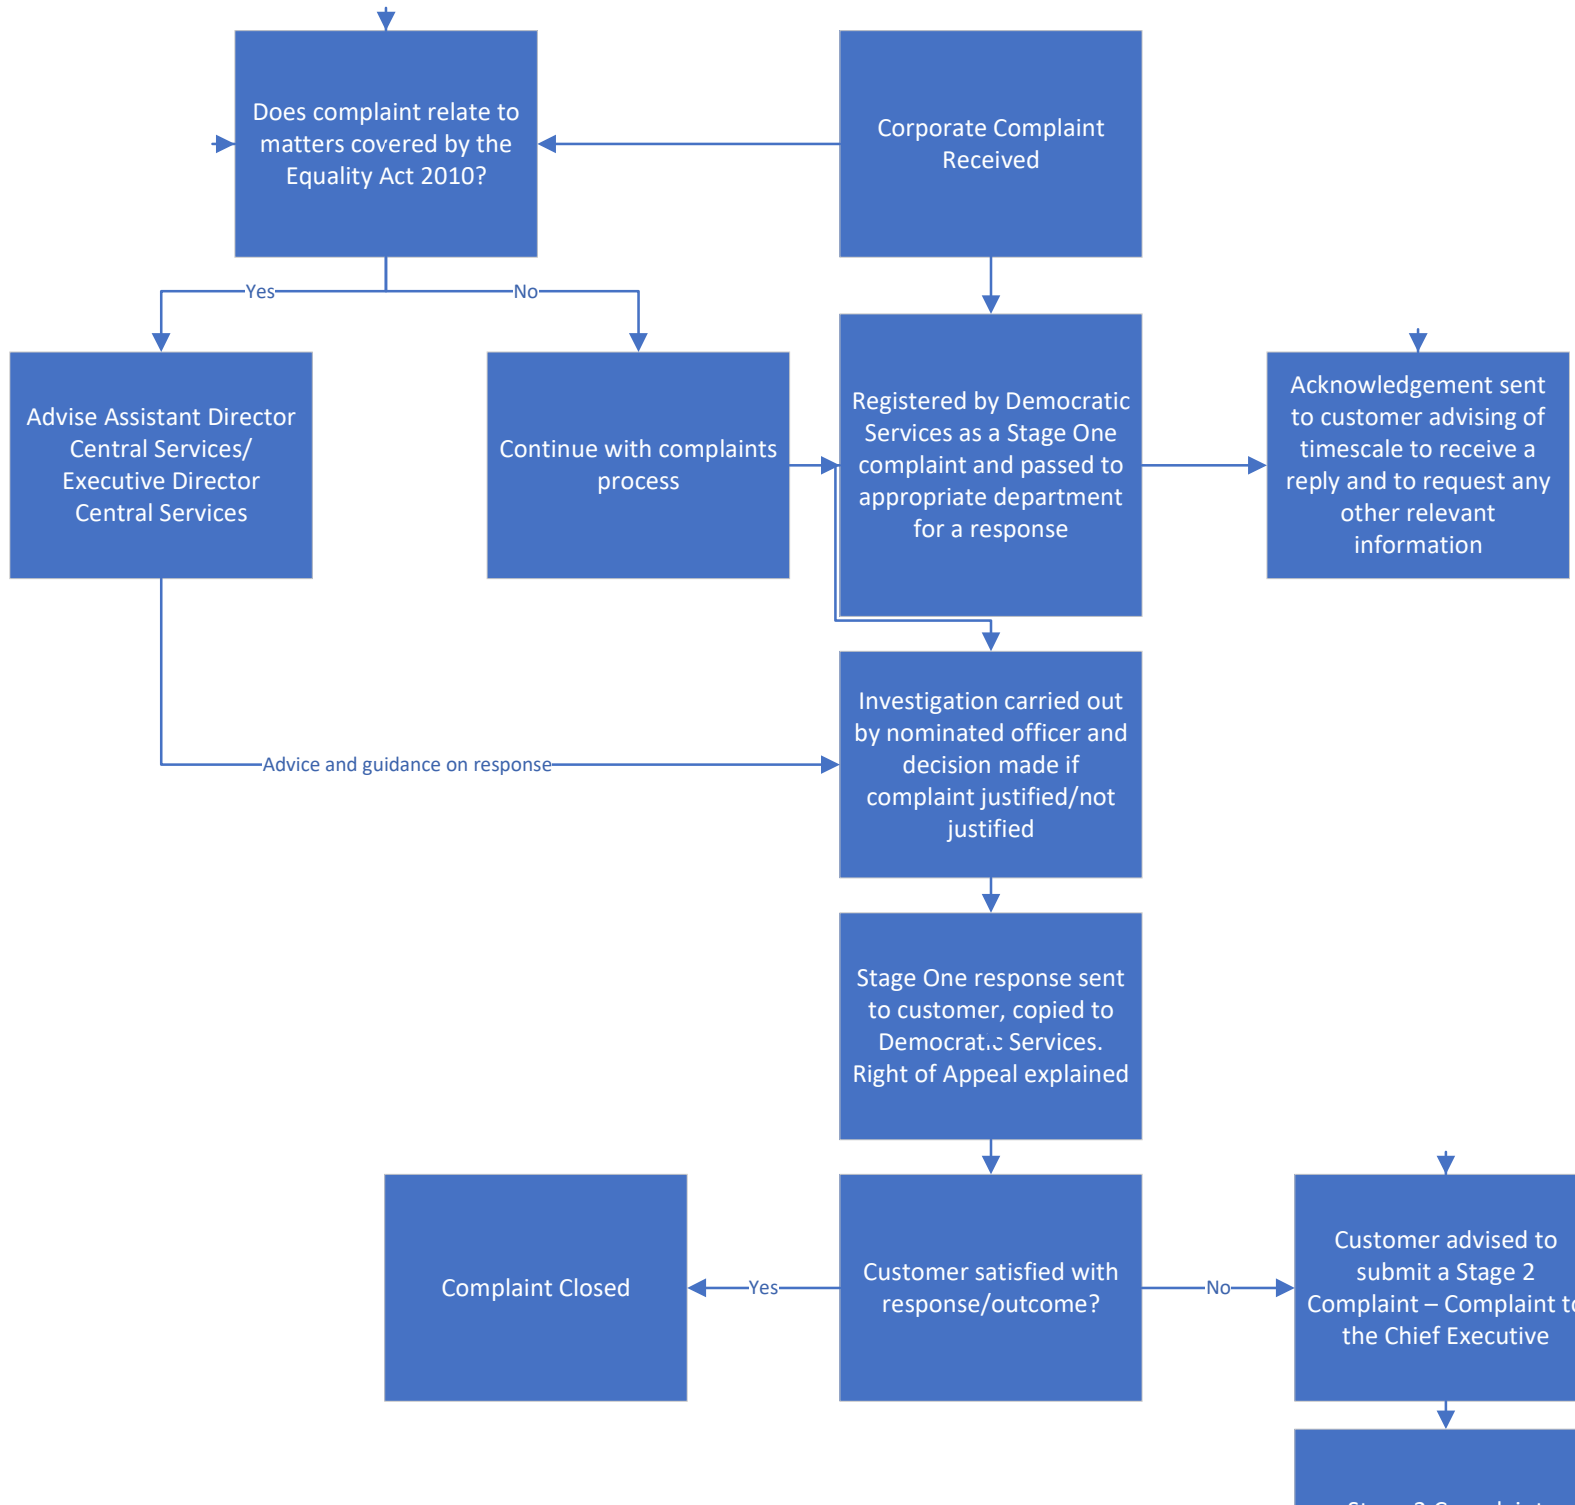 Does complaint relate to
matters covered by the
Equality Act 2010?
Corporate Complaint
Received
Yes
No
Advise Assistant Director
Central Services/
Executive Director
Central Services
Continue with complaints
process
Registered by Democratic
Services as a Stage One
complaint and passed to
appropriate department
for a response
Acknowledgement sent
to customer advising of
timescale to receive a
reply and to request any
other relevant
information
Investigation carried out
by nominated officer and
decision made if
complaint justified/not
justified
Advice and guidance on response
Stage One response sent
to customer, copied to
Democratic Services.
Right of Appeal explained
Complaint Closed
Yes
Customer satisfied with
response/outcome?
No
Customer advised to
submit a Stage 2
Complaint – Complaint to
the Chief Executive